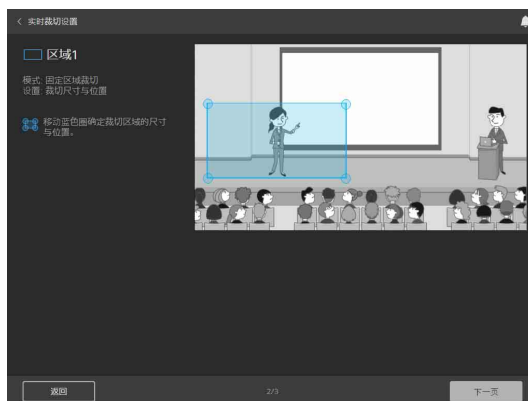 实时裁切设置
区域1
模式: 固定区域裁切
设置: 裁切尺寸与位置
移动蓝色圈确定裁切区域的尺寸
与位置。
返回
2/3
下一页